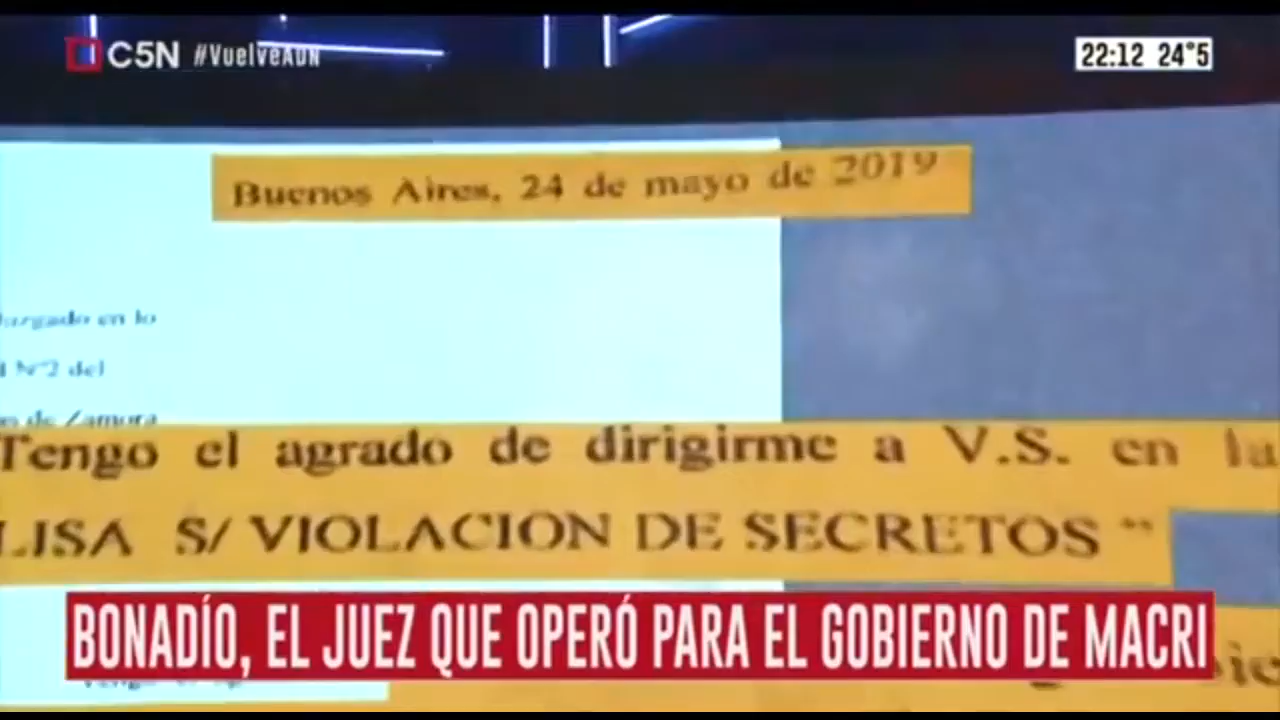 C5N #VuelveADN
22:12 24°5
Buenos Aires, 24 de mayo de 2019
Juzgado en lo
Nº2 del
de Zamora
Tengo el agrado de dirigirme a V.S. en la
LISA S/ VIOLACION DE SECRETOS "
BONADÍO, EL JUEZ QUE OPERÓ PARA EL GOBIERNO DE MACRI